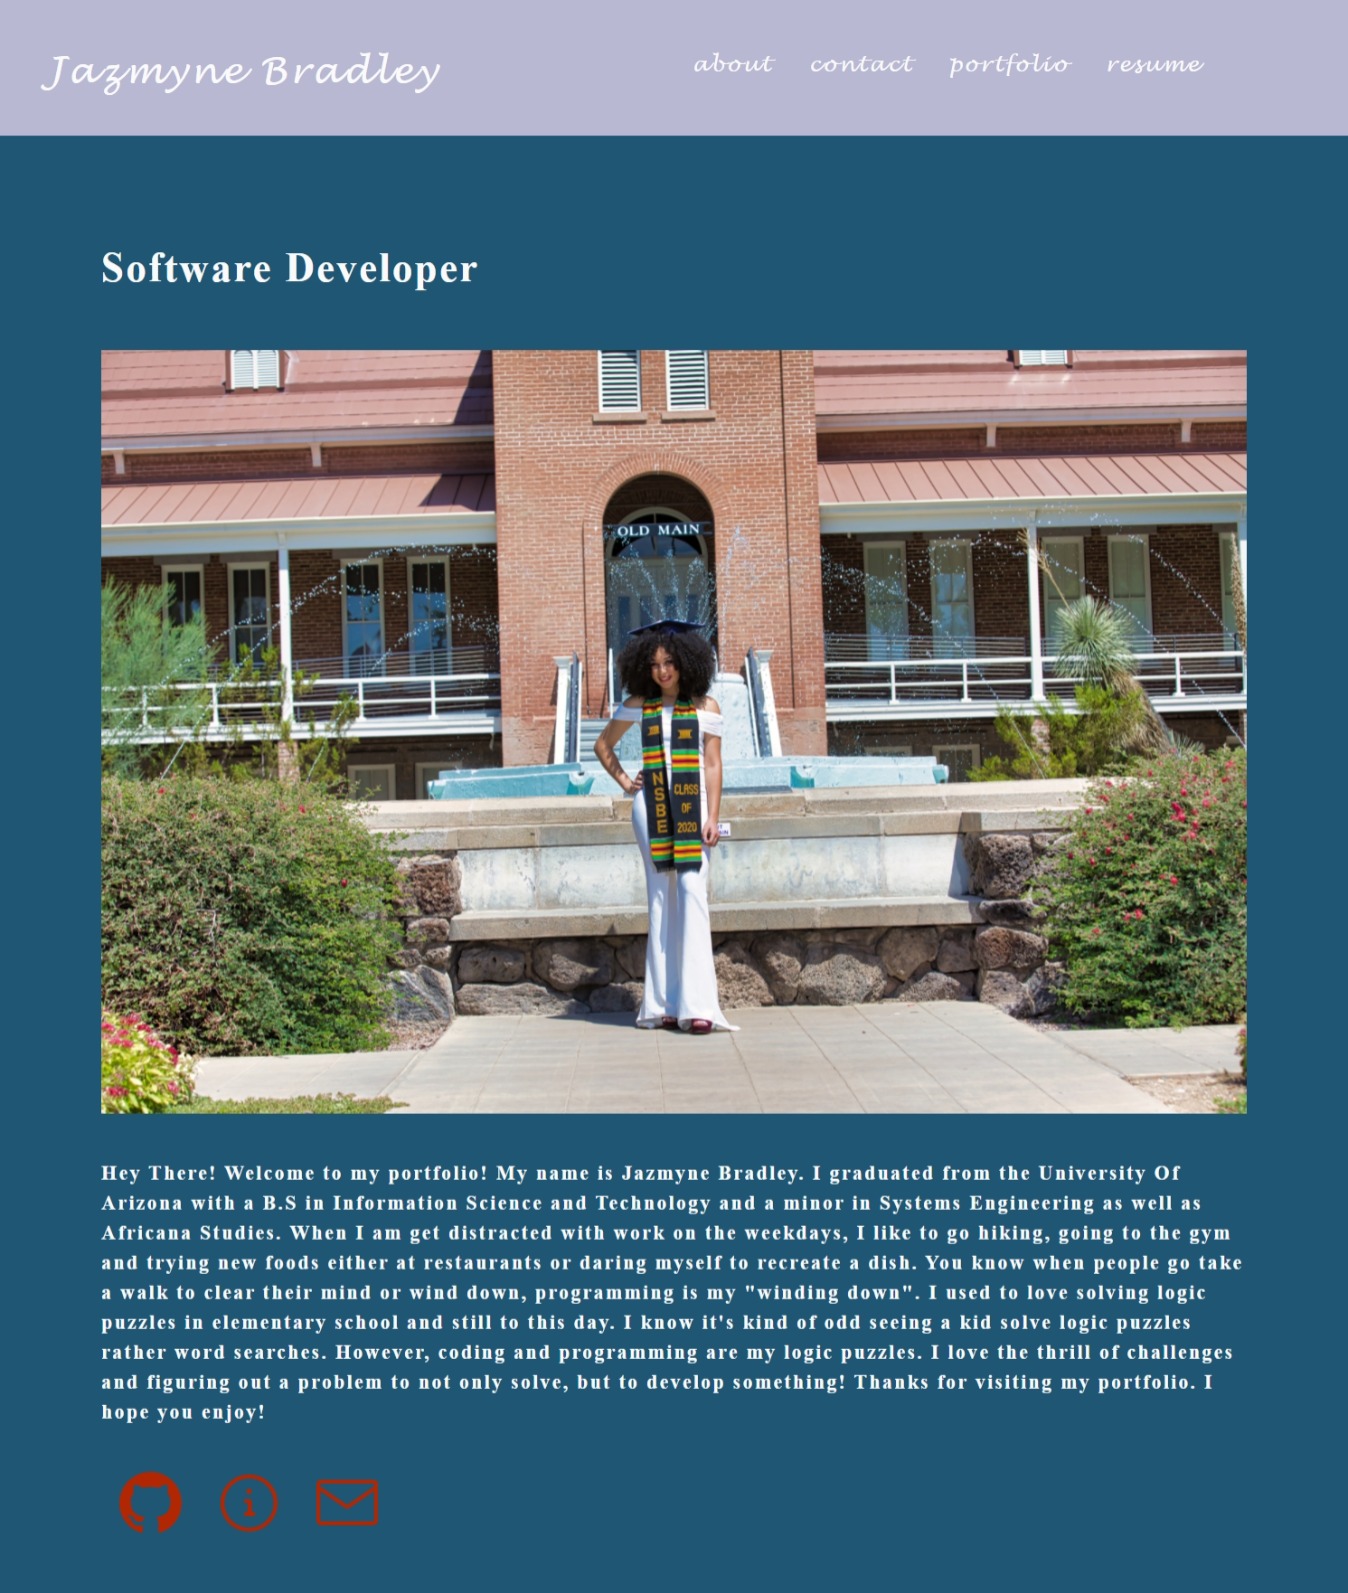 Jazmyne Bradley
about contact portfolio resume
Software Developer
OLD MAIN
NSBE
CLASS
OF
2020
Hey There! Welcome to my portfolio! My name is Jazmyne Bradley. I graduated from the University Of
Arizona with a B.S in Information Science and Technology and a minor in Systems Engineering as well as
Africana Studies. When I am get distracted with work on the weekdays, I like to go hiking, going to the gym
and trying new foods either at restaurants or daring myself to recreate a dish. You know when people go take
a walk to clear their mind or wind down, programming is my "winding down". I used to love solving logic
puzzles in elementary school and still to this day. I know it's kind of odd seeing a kid solve logic puzzles
rather word searches. However, coding and programming are my logic puzzles. I love the thrill of challenges
and figuring out a problem to not only solve, but to develop something! Thanks for visiting my portfolio. I
hope you enjoy!